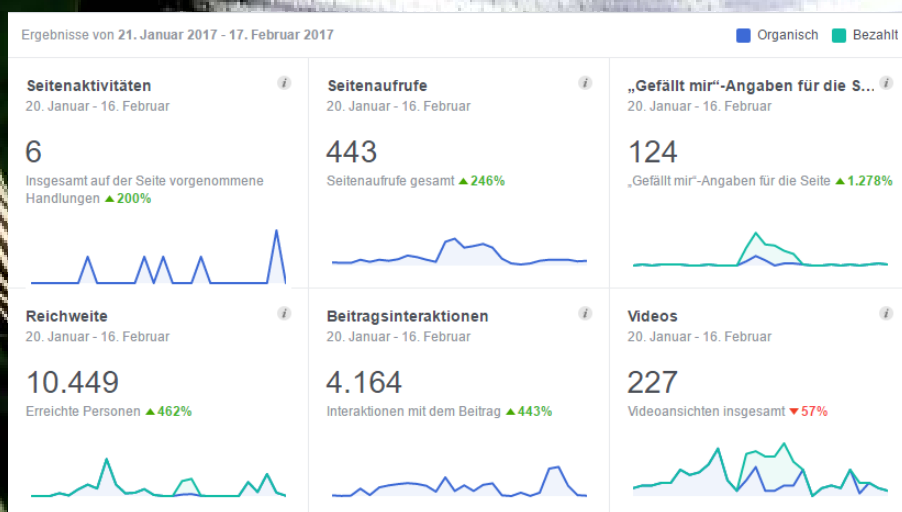 Ergebnisse von 21. Januar 2017 - 17. Februar 2017
Organisch
Bezahlt
Seitenaktivitäten
20. Januar - 16. Februar
6
Insgesamt auf der Seite vorgenommene
Handlungen ▲200%
Seitenaufrufe
20. Januar - 16. Februar
443
Seitenaufrufe gesamt ▲246%
„Gefällt mir“-Angaben für die S...
20. Januar - 16. Februar
124
„Gefällt mir“-Angaben für die Seite ▲1.278%
Reichweite
20. Januar - 16. Februar
10.449
Erreichte Personen ▲462%
Beitragsinteraktionen
20. Januar - 16. Februar
4.164
Interaktionen mit dem Beitrag ▲443%
Videos
20. Januar - 16. Februar
227
Videoansichten insgesamt ▼57%